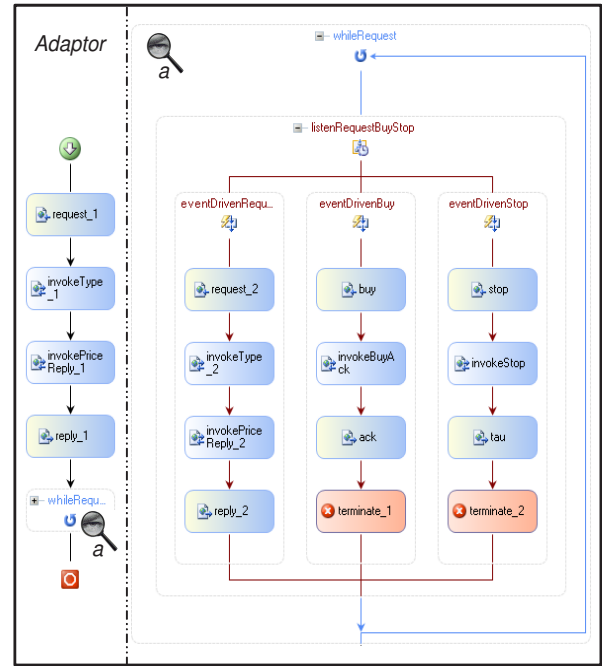 Adaptor
request_1
invokeType
_1
invokePrice
Reply_1
reply_1
whileRequ...
a
a
whileRequest
listenRequestBuyStop
eventDrivenRequ...
request_2
invokeType
_2
invokePrice
Reply_2
reply_2
eventDrivenBuy
buy
invokeBuyA
ck
ack
terminate_1
eventDrivenStop
stop
invokeStop
tau
terminate_2